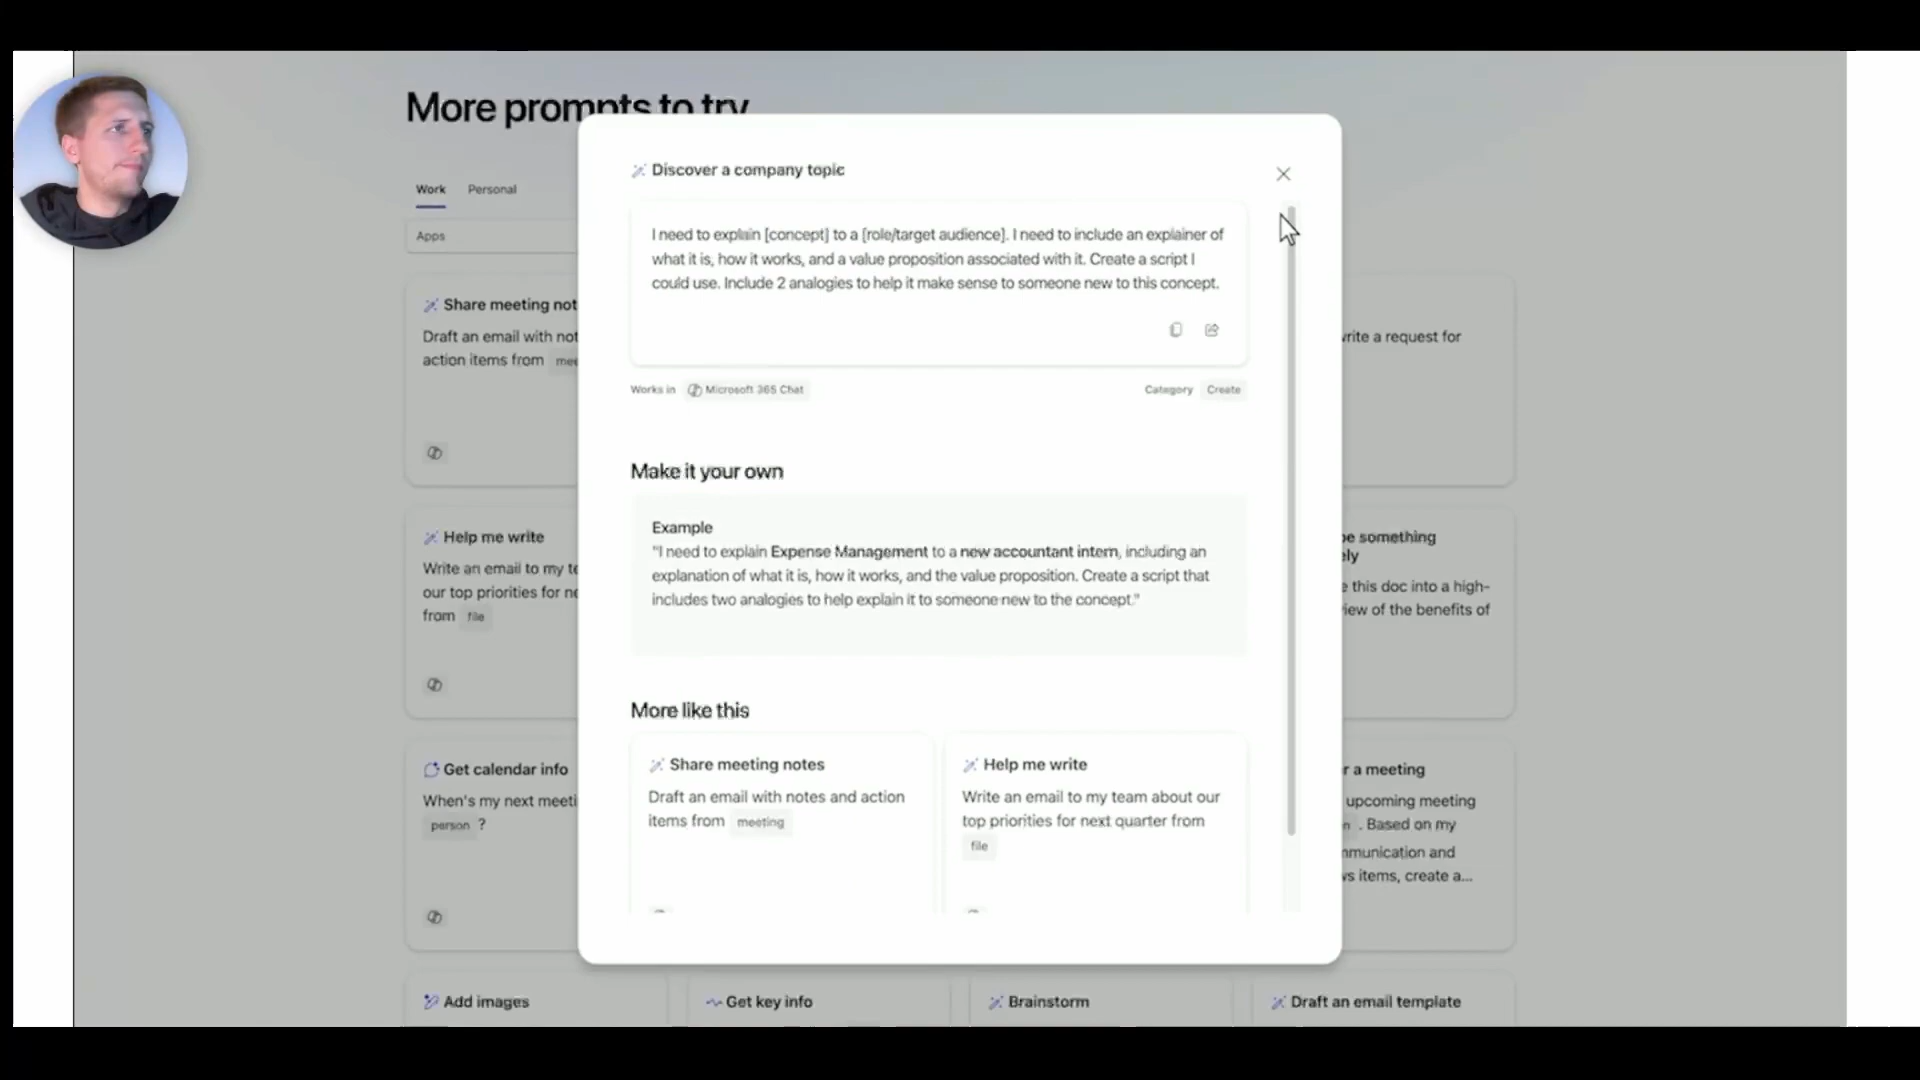 More prompts to try
Work Personal
Apps
Discover a company topic
I need to explain [concept] to a [role/target audience]. I need to include an explainer of
what it is, how it works, and a value proposition associated with it. Create a script I
could use. Include 2 analogies to help it make sense to someone new to this concept.
Works in Microsoft 365 Chat Category Create
Make it your own
Example
"I need to explain Expense Management to a new accountant intern, including an
explanation of what it is, how it works, and the value proposition. Create a script that
includes two analogies to help explain it to someone new to the concept."
More like this
Share meeting notes
Draft an email with notes and action
items from meeting
Help me write
Write an email to my team about our
top priorities for next quarter from
file
Share meeting
Draft an email with
action items from
write a request for
Help me write
Write an email to my
our top priorities for
from file
something
this doc into a high-
of the benefits of
Get calendar info
When's my next
person ?
a meeting
upcoming meeting
. Based on my
and
items, create a...
Add images
Get key info
Brainstorm
Draft an email template